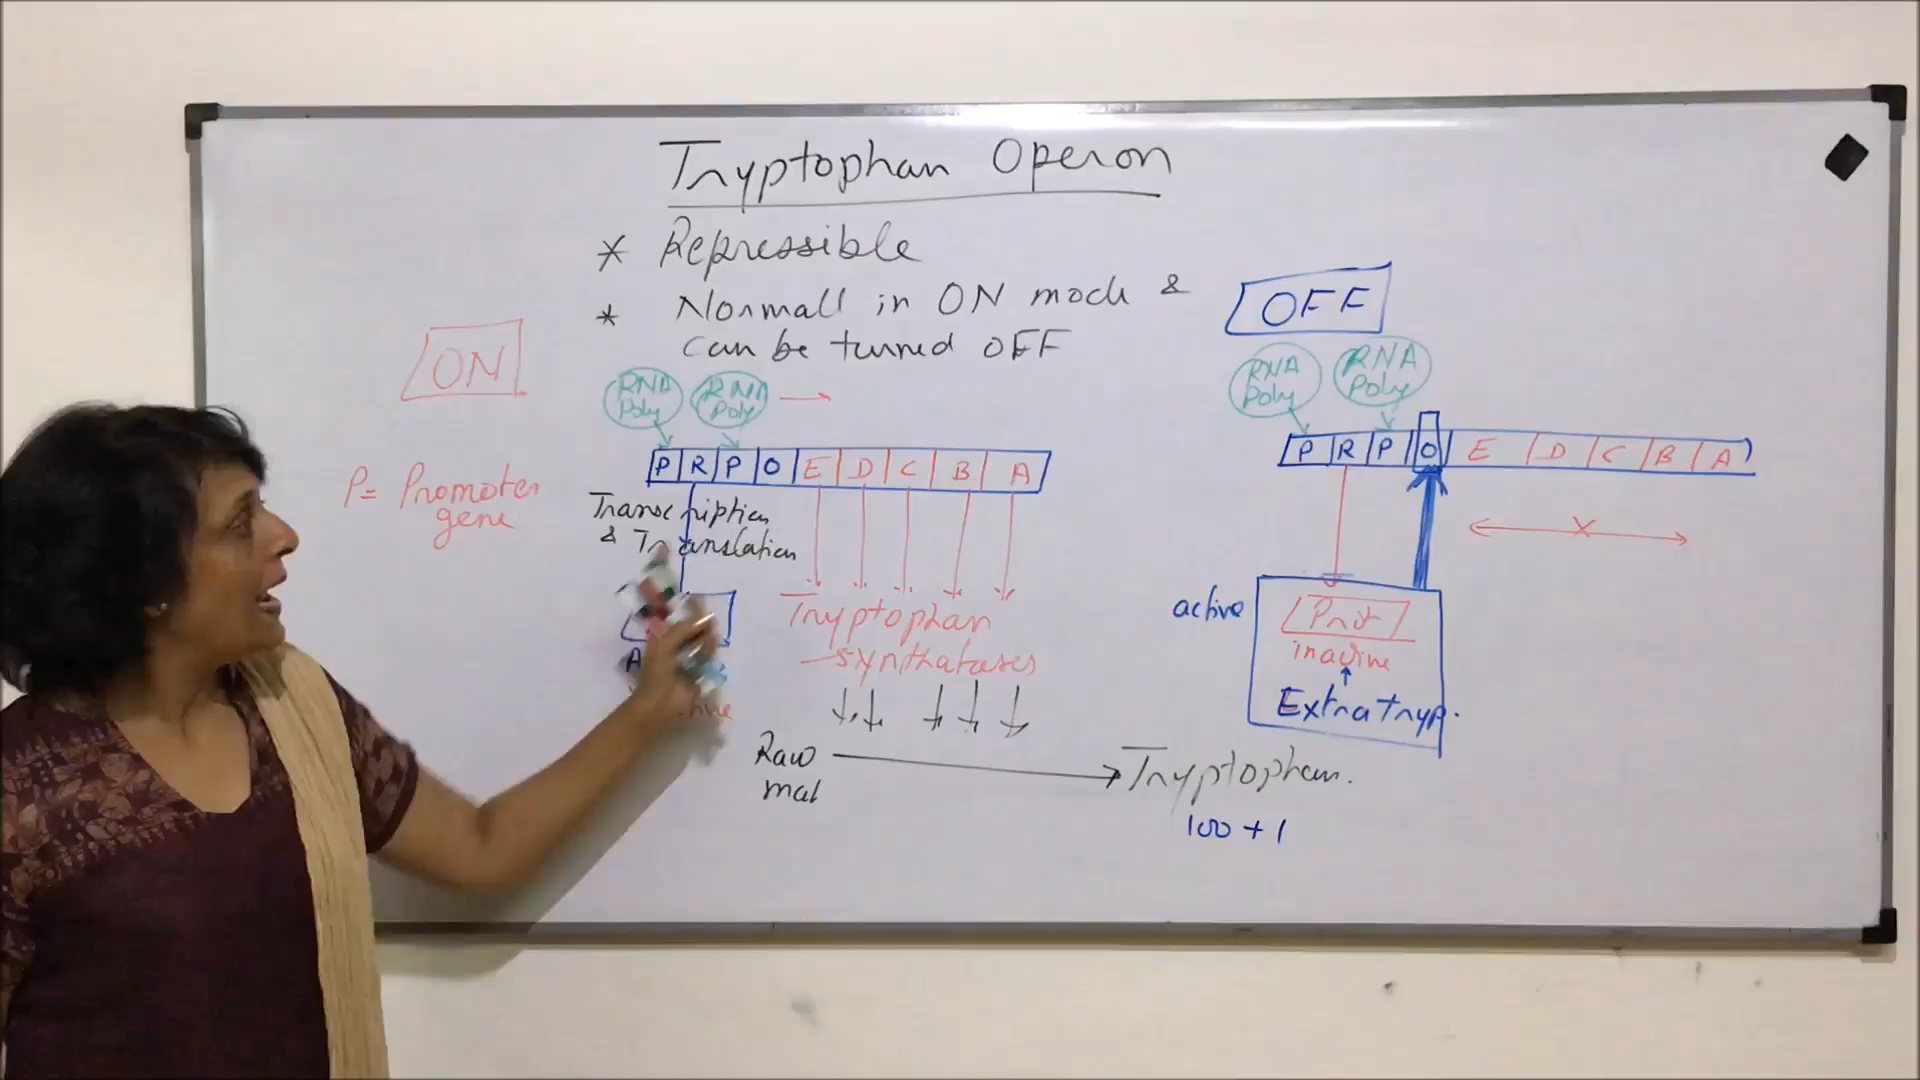 Tryptophan Operon
* Repressible
* Normall in ON mode &
can be turned OFF
ON
P = Promoter
gene
RNA
Poly
RNA
Poly
P R P O E D C B A
Transcription
& Translation
Tryptophan
synthatases
Raw
mat
Tryptophan.
100 + 1
OFF
RNA
Poly
RNA
Poly
P R P O E D C B A
X
active
Prot
inactive
Extra tryp.